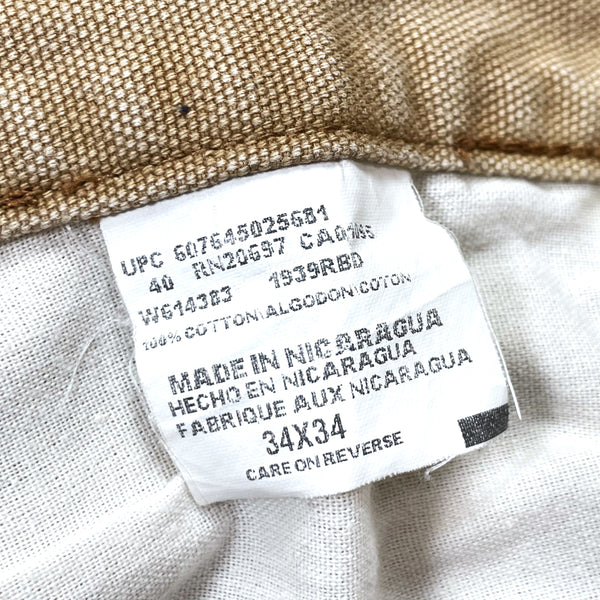 UPC 607645025681
40 RN20697
W614383 1939RBD
100% COTTON\ALGODON\COTON
MADE IN NICARAGUA
HECHO EN NICARAGUA
FABRIQUE AUX NICARAGUA
34X34
CARE ON REVERSE